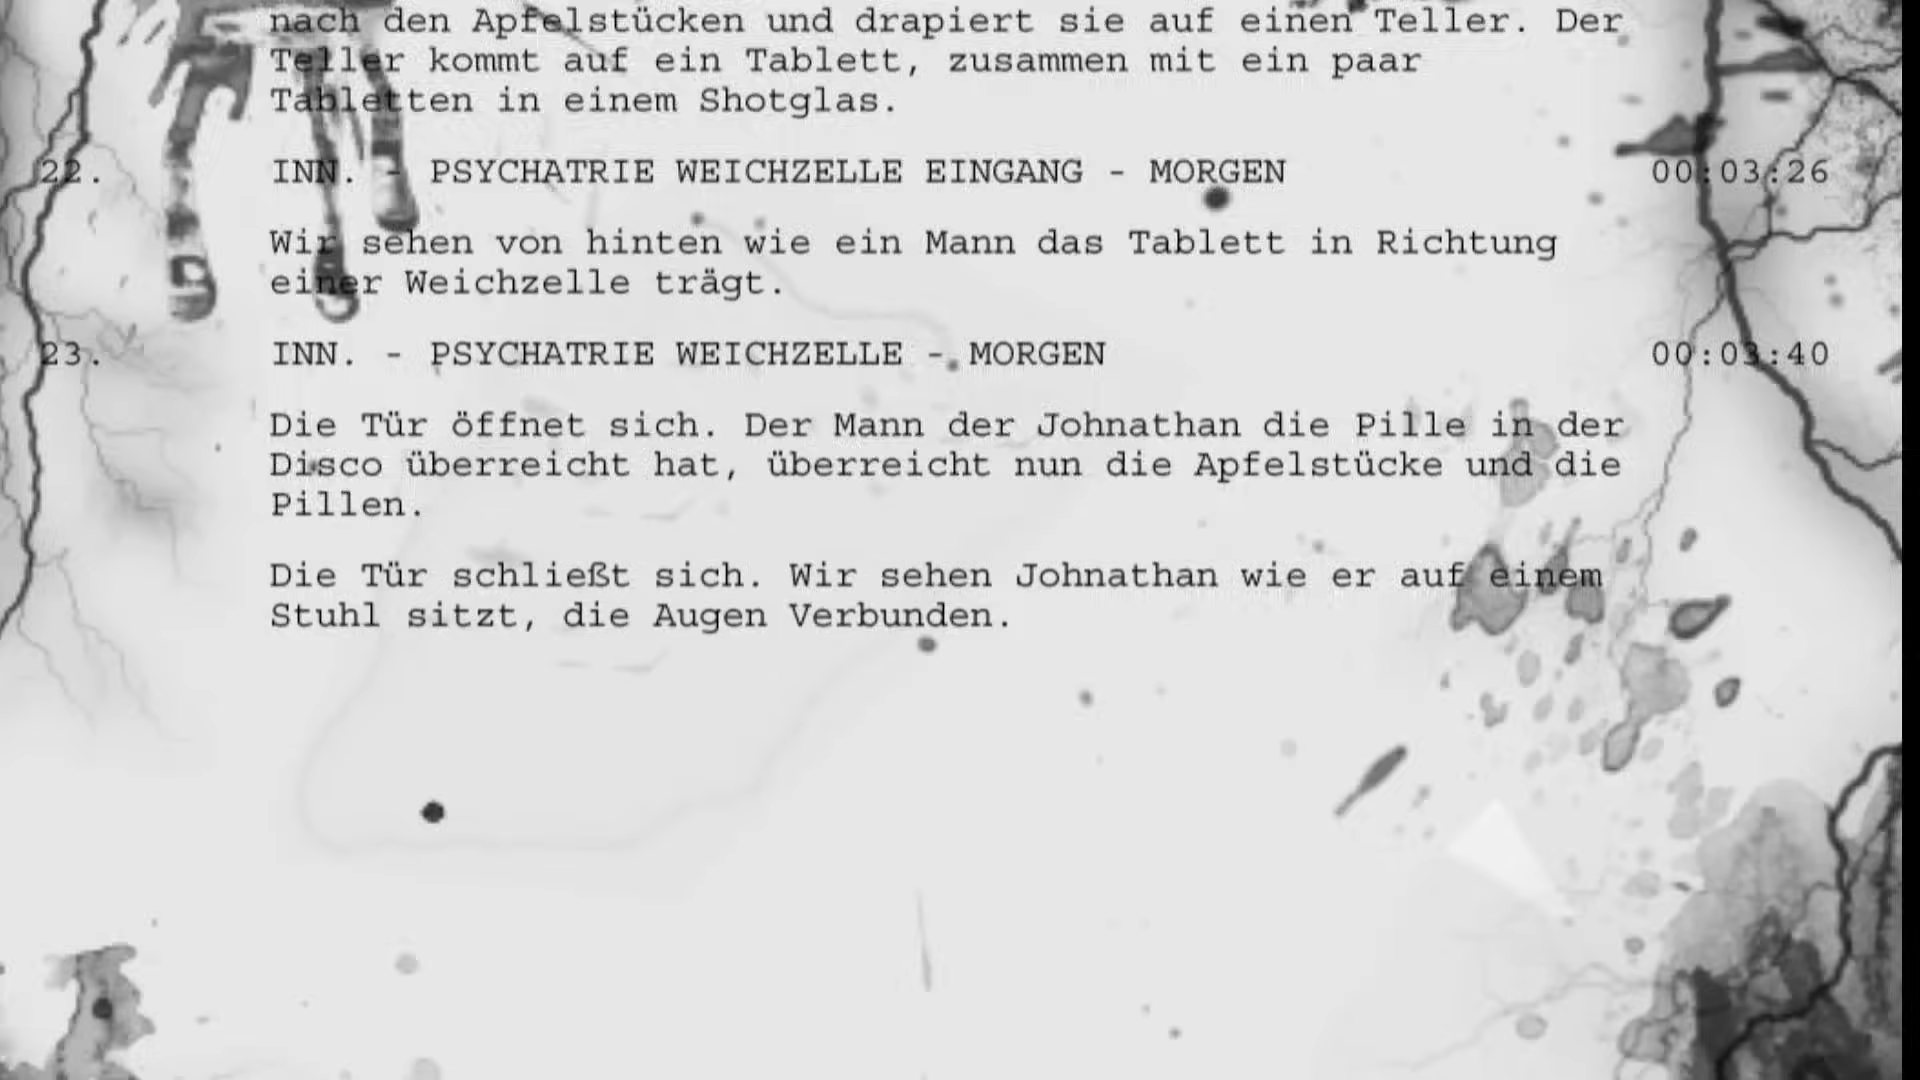 nach den Apfelstücken und drapiert sie auf einen Teller. Der
Teller kommt auf ein Tablett, zusammen mit ein paar
Tabletten in einem Shotglas.
22. INN. - PSYCHATRIE WEICHZELLE EINGANG - MORGEN 00:03:26
Wir sehen von hinten wie ein Mann das Tablett in Richtung
einer Weichzelle trägt.
23. INN. - PSYCHATRIE WEICHZELLE - MORGEN 00:03:40
Die Tür öffnet sich. Der Mann der Johnathan die Pille in der
Disco überreicht hat, überreicht nun die Apfelstücke und die
Pillen.
Die Tür schließt sich. Wir sehen Johnathan wie er auf einem
Stuhl sitzt, die Augen Verbunden.